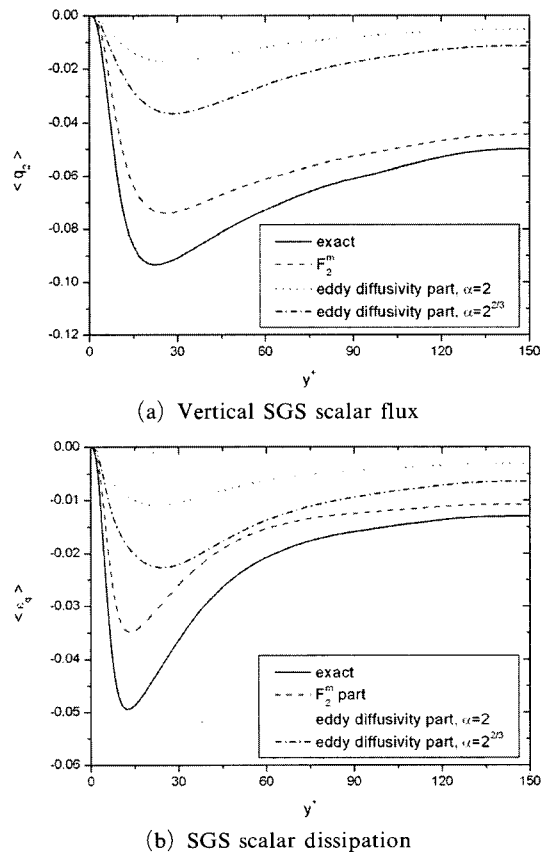 0.00
-0.02
-0.04
-0.06
-0.08
-0.10
-0.12
< q₂ >
exact
F₂ᵐ
eddy diffusivity part, α=2
eddy diffusivity part, α=2^2/3
0 30 60 90 120 150
y⁺
(a) Vertical SGS scalar flux
0.00
-0.01
-0.02
-0.03
-0.04
-0.05
-0.06
exact
F₂ᵐ part
eddy diffusivity part, α=2
eddy diffusivity part, α=2^2/3
0 30 60 90 120 150
y⁺
(b) SGS scalar dissipation